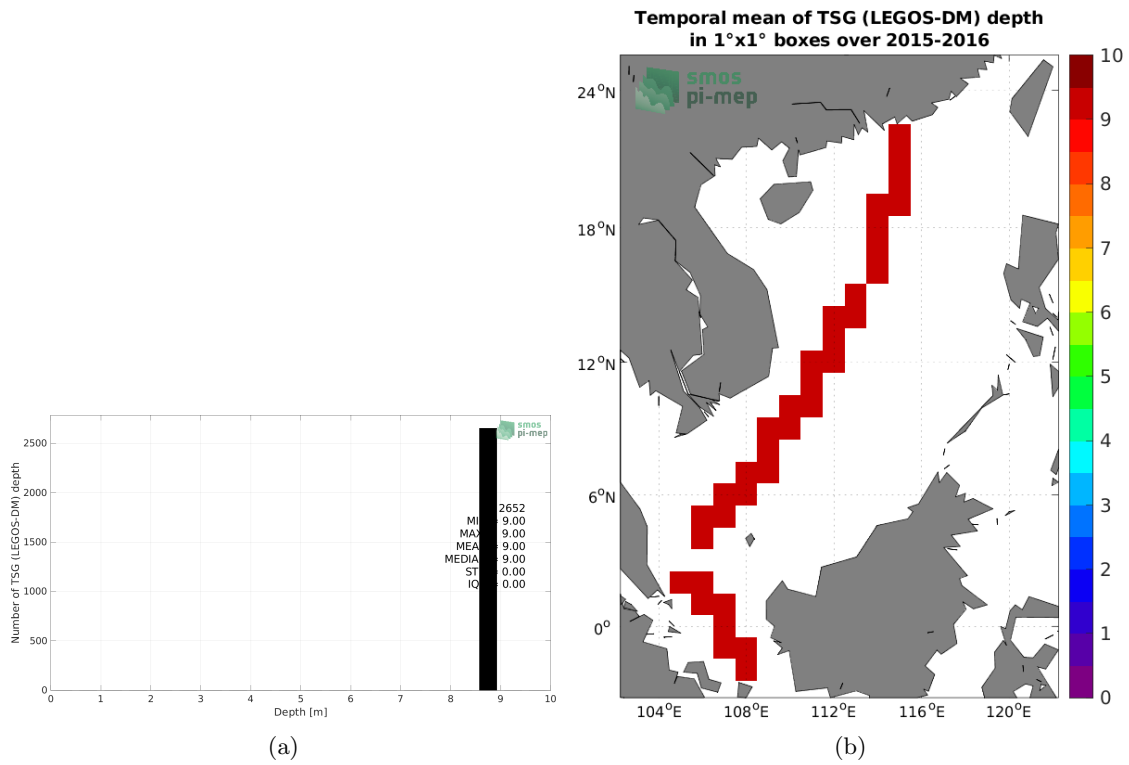 Temporal mean of TSG (LEGOS-DM) depth
in 1°x1° boxes over 2015-2016
smos
pi-mep
24°N
18°N
12°N
6°N
0°
104°E
108°E
112°E
116°E
120°E
10
9
8
7
6
5
4
3
2
1
0
smos
pi-mep
Number of TSG (LEGOS-DM) depth
2500
2000
1500
1000
500
0
2652
9.00
9.00
9.00
9.00
0.00
0.00
0
1
2
3
4
5
6
7
8
9
10
Depth [m]
(a)
(b)